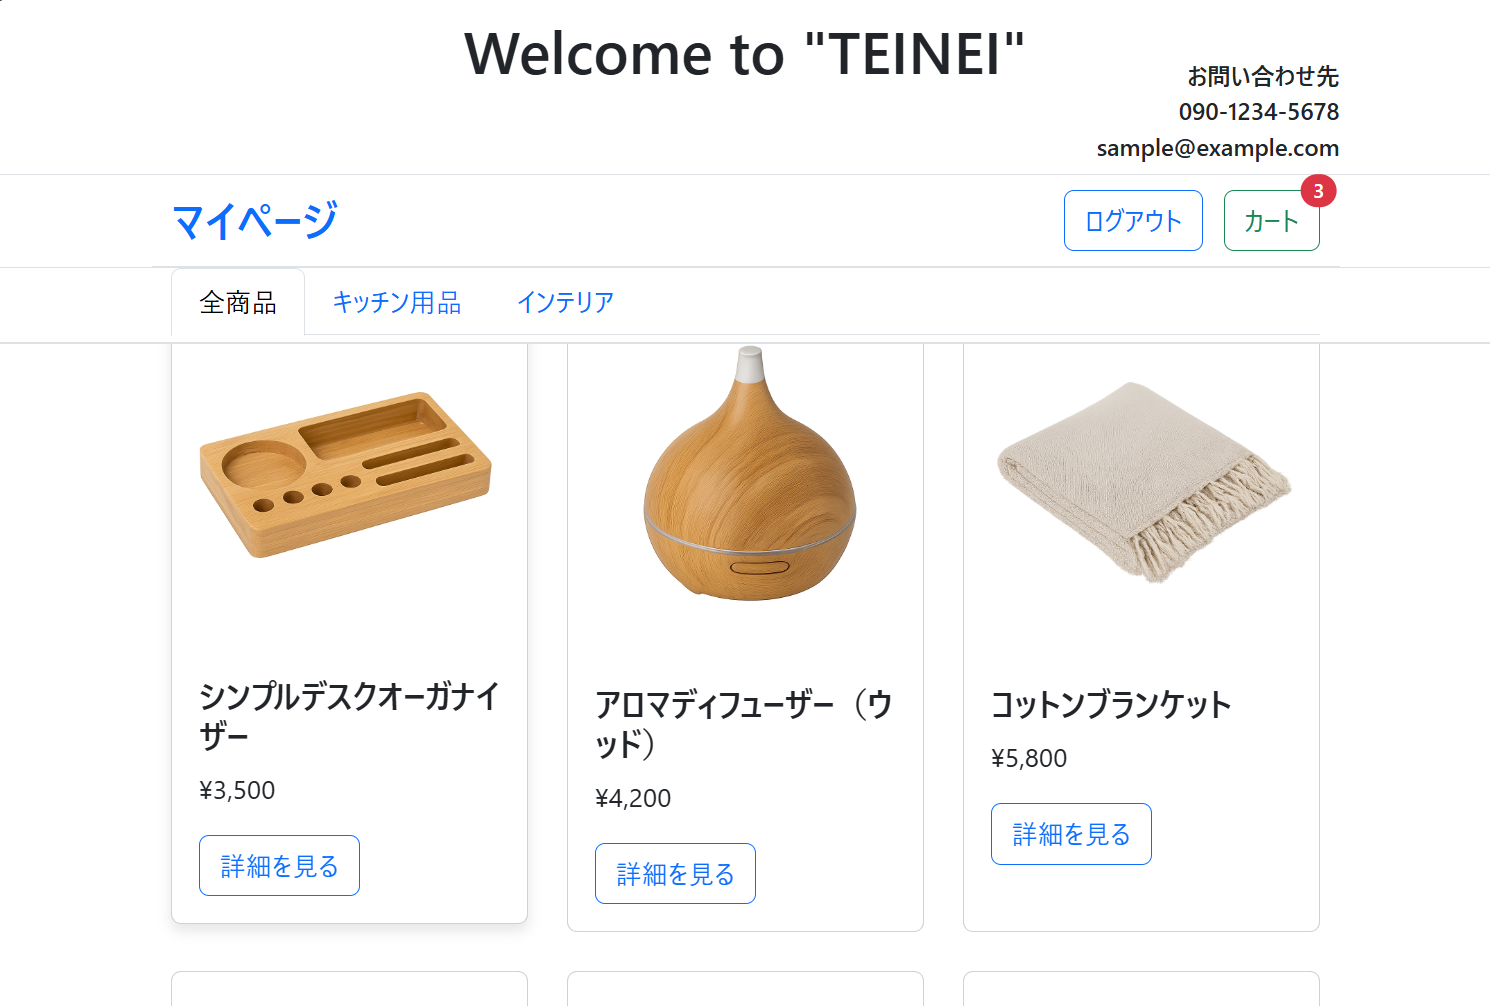 Welcome to "TEINEI"
お問い合わせ先
090-1234-5678
sample@example.com
マイページ
ログアウト
カート
3
全商品
キッチン用品
インテリア
シンプルデスクオーガナイ
ザー
¥3,500
詳細を見る
アロマディフューザー（ウ
ッド）
¥4,200
詳細を見る
コットンブランケット
¥5,800
詳細を見る